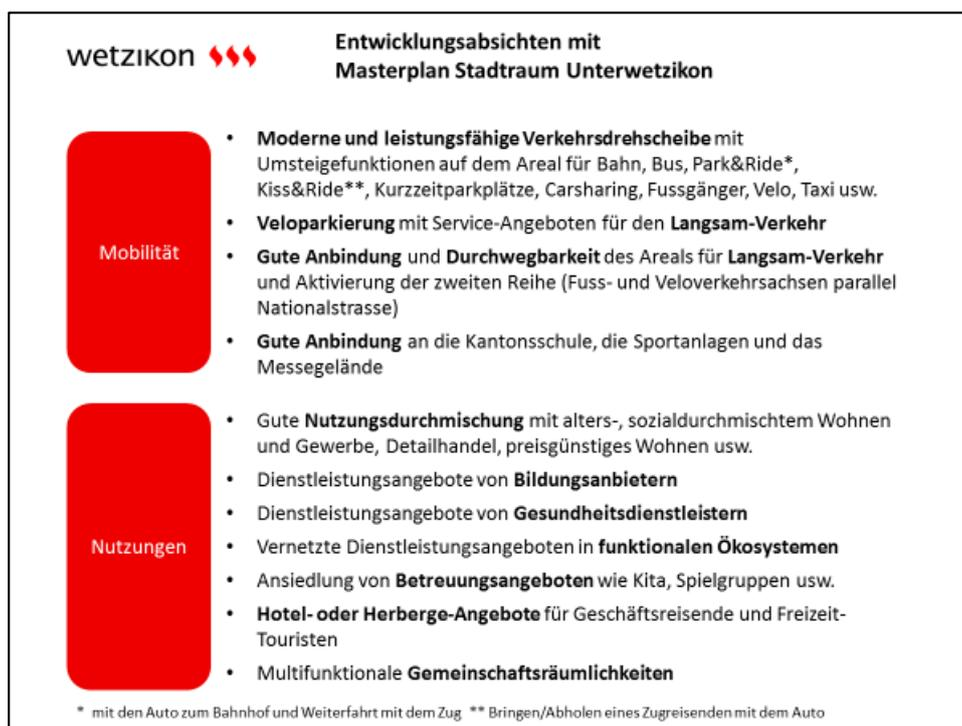 wetzikon
Entwicklungsabsichten mit
Masterplan Stadtraum Unterwetzikon
Mobilität
• Moderne und leistungsfähige Verkehrsdrehscheibe mit
Umsteigefunktionen auf dem Areal für Bahn, Bus, Park&Ride*,
Kiss&Ride**, Kurzzeitparkplätze, Carsharing, Fussgänger, Velo, Taxi usw.
• Veloparkierung mit Service-Angeboten für den Langsam-Verkehr
• Gute Anbindung und Durchwegbarkeit des Areals für Langsam-Verkehr
und Aktivierung der zweiten Reihe (Fuss- und Veloverkehrsachsen parallel
Nationalstrasse)
• Gute Anbindung an die Kantonsschule, die Sportanlagen und das
Messegelände
Nutzungen
• Gute Nutzungsdurchmischung mit alters-, sozialdurchmischtem Wohnen
und Gewerbe, Detailhandel, preisgünstiges Wohnen usw.
• Dienstleistungsangebote von Bildungsanbietern
• Dienstleistungsangebote von Gesundheitsdienstleistern
• Vernetzte Dienstleistungsangeboten in funktionalen Ökosystemen
• Ansiedlung von Betreuungsangeboten wie Kita, Spielgruppen usw.
• Hotel- oder Herberge-Angebote für Geschäftsreisende und Freizeit-
Touristen
• Multifunktionale Gemeinschaftsräumlichkeiten
* mit den Auto zum Bahnhof und Weiterfahrt mit dem Zug ** Bringen/Abholen eines Zugreisenden mit dem Auto